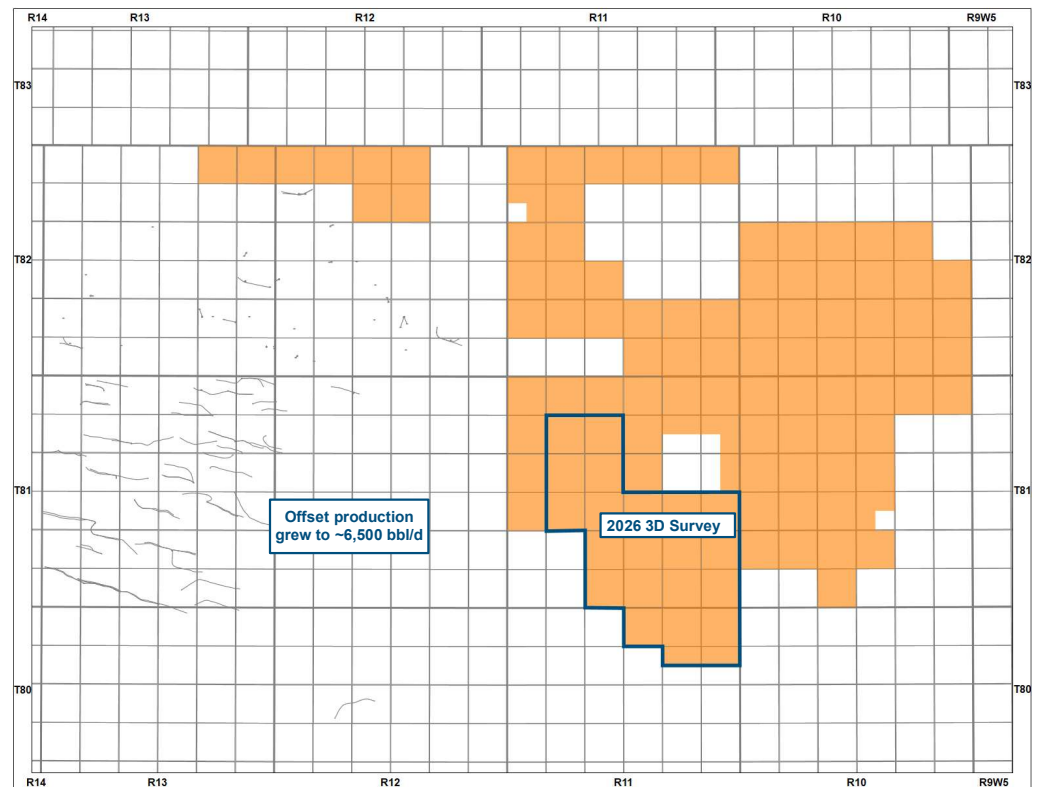 R14 R13 R12 R11 R10 R9W5
T83 T83
T82 T82
T81 T81
Offset production
grew to ~6,500 bbl/d
2026 3D Survey
T80 T80
R14 R13 R12 R11 R10 R9W5